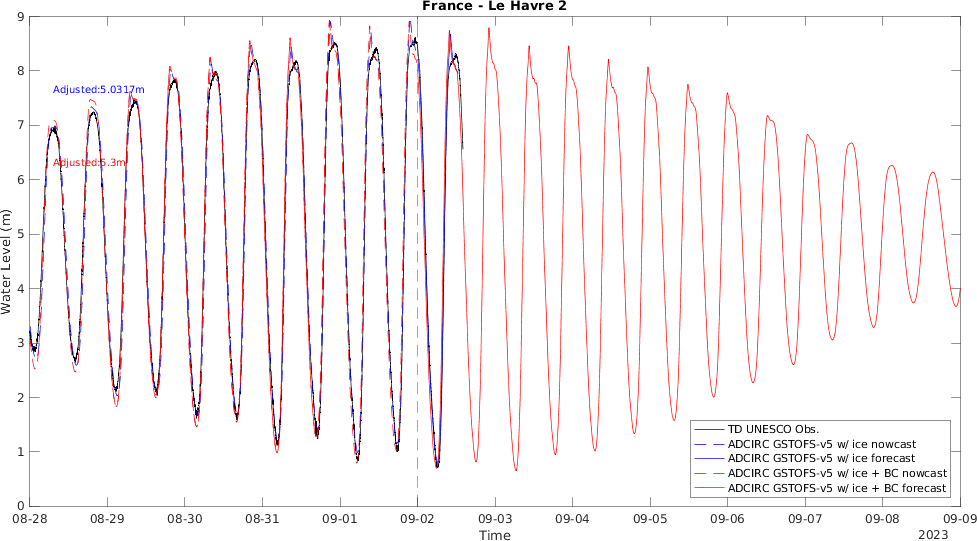 France - Le Havre 2
9
8
7
6
5
4
3
2
1
0
Water Level (m)
Adjusted:5.0317m
Adjusted:5.3m
TD UNESCO Obs.
ADCIRC GSTOFS-v5 w/ ice nowcast
ADCIRC GSTOFS-v5 w/ ice forecast
ADCIRC GSTOFS-v5 w/ ice + BC nowcast
ADCIRC GSTOFS-v5 w/ ice + BC forecast
08-28 08-29 08-30 08-31 09-01 09-02 09-03 09-04 09-05 09-06 09-07 09-08 09-09
Time
2023